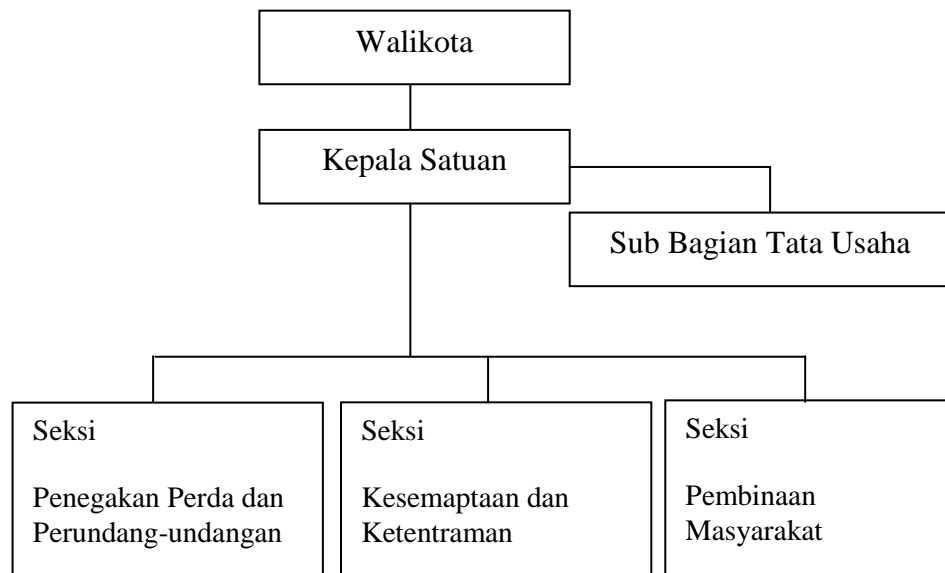 Walikota
Kepala Satuan
Sub Bagian Tata Usaha
Seksi
Penegakan Perda dan
Perundang-undangan
Seksi
Kesemaptaan dan
Ketentraman
Seksi
Pembinaan
Masyarakat